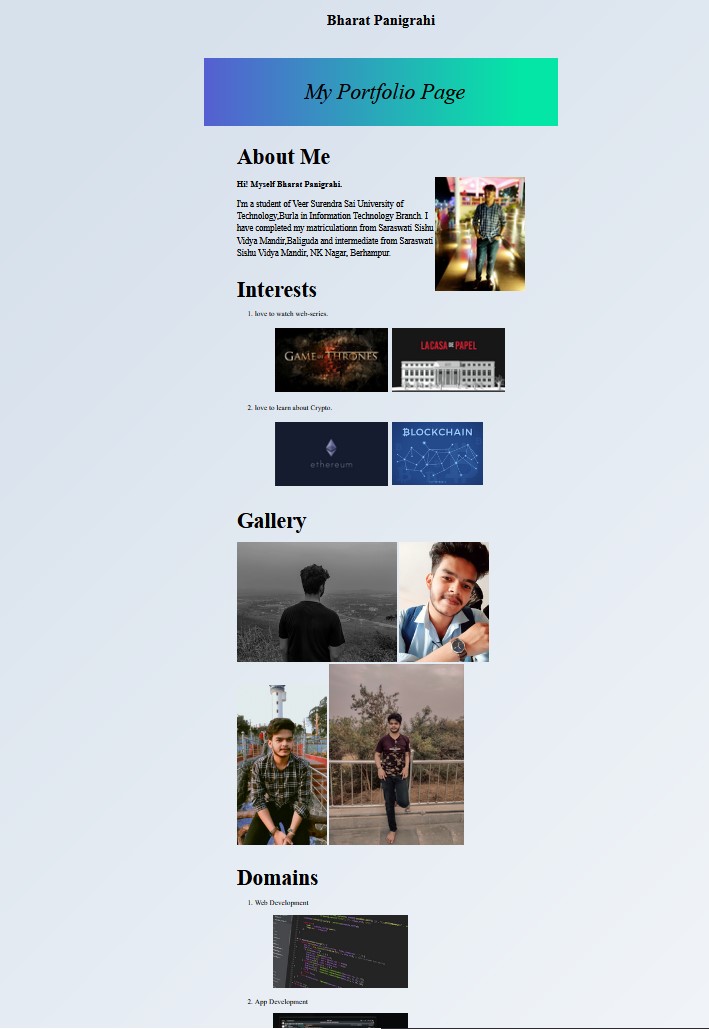 Bharat Panigrahi
My Portfolio Page
About Me
Hi! Myself Bharat Panigrahi.
I'm a student of Veer Surendra Sai University of
Technology,Burla in Information Technology Branch. I
have completed my matriculationn from Saraswati Sishu
Vidya Mandir,Baliguda and intermediate from Saraswati
Sishu Vidya Mandir, NK Nagar, Berhampur.
Interests
1. love to watch web-series.
GAME OF THRONES
LA CASA DE PAPEL
2. love to learn about Crypto.
ethereum
BLOCKCHAIN
Gallery
Domains
1. Web Development
2. App Development